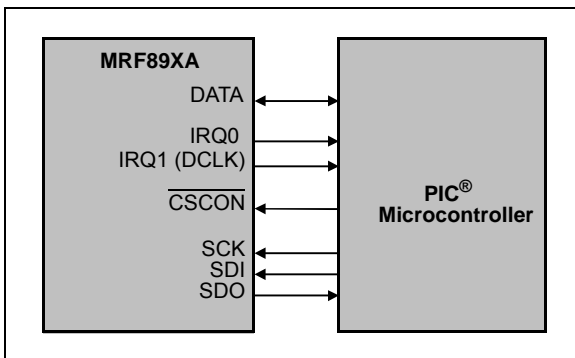 MRF89XA
DATA
IRQ0
IRQ1 (DCLK)
CSCON
SCK
SDI
SDO
PIC®
Microcontroller